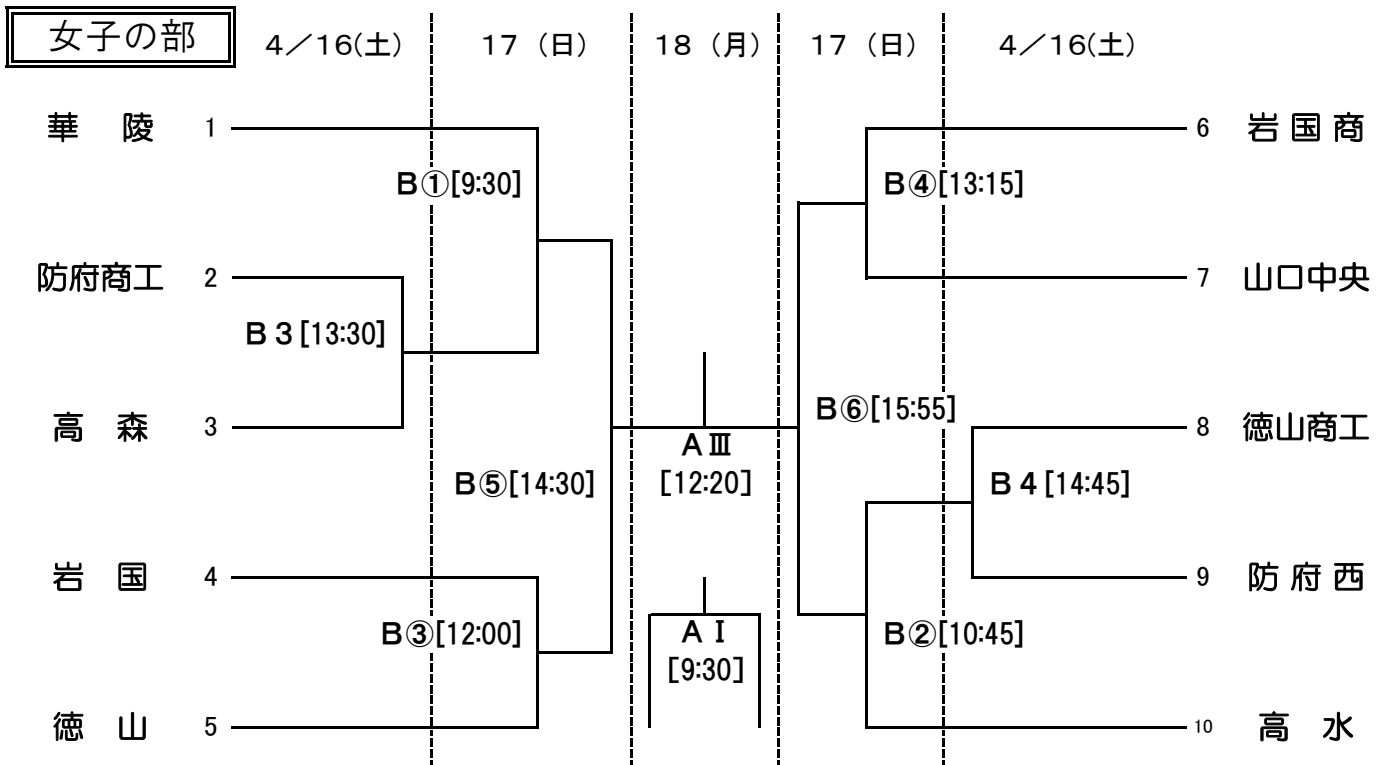 女子の部 4／16(土) 17（日） 18（月） 17（日） 4／16(土)
華 陵 1 6 岩国商
B①[9:30] B④[13:15]
防府商工 2 7 山口中央
B3[13:30]
B⑥[15:55]
高 森 3 8 徳山商工
AⅢ
B⑤[14:30] [12:20] B4[14:45]
岩 国 4 9 防府西
B③[12:00] AⅠ B②[10:45]
[9:30]
徳 山 5 10 高 水